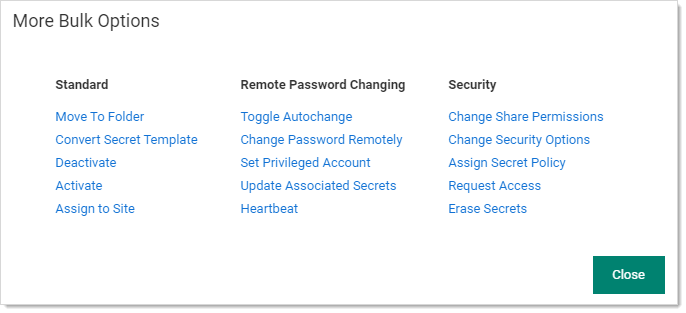 More Bulk Options
Standard
Move To Folder
Convert Secret Template
Deactivate
Activate
Assign to Site
Remote Password Changing
Toggle Autochange
Change Password Remotely
Set Privileged Account
Update Associated Secrets
Heartbeat
Security
Change Share Permissions
Change Security Options
Assign Secret Policy
Request Access
Erase Secrets
Close